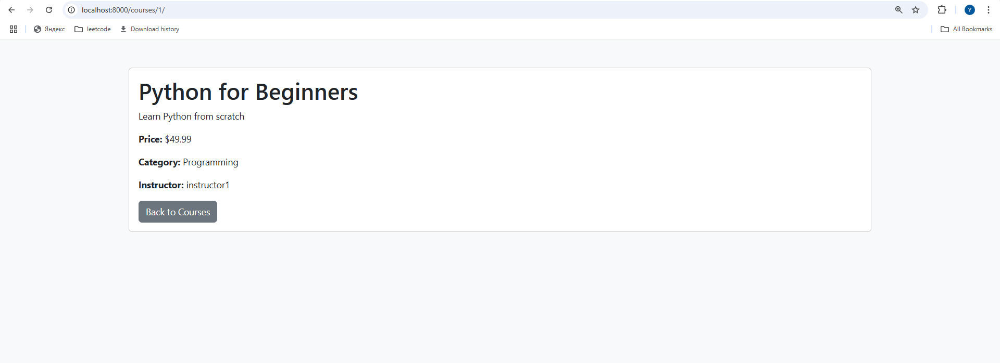 localhost:8000/courses/1/
Y
Яндекс leetcode Download history All Bookmarks
Python for Beginners
Learn Python from scratch
Price: $49.99
Category: Programming
Instructor: instructor1
Back to Courses